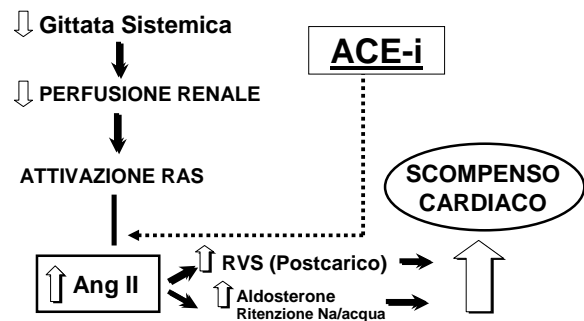 Gittata Sistemica
ACE-i
PERFUSIONE RENALE
ATTIVAZIONE RAS
SCOMPENSO
CARDIACO
RVS (Postcarico)
Ang II
Aldosterone
Ritenzione Na/acqua